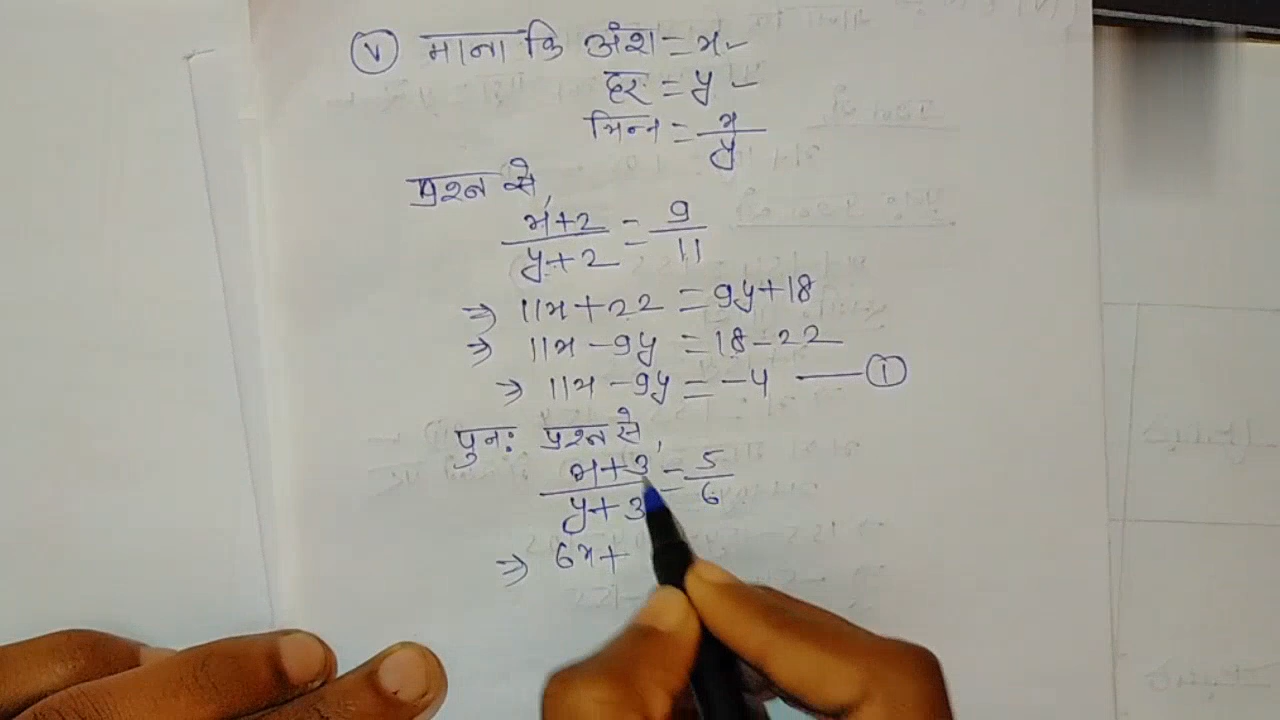 (v) माना कि अंश = x
हर = y
भिन्न = x/y
प्रश्न से,
x+2/y+2 = 9/11
⇒ 11x + 22 = 9y + 18
⇒ 11x - 9y = 18 - 22
⇒ 11x - 9y = -4 —— (1)
पुनः प्रश्न से,
x+3/y+3 = 5/6
⇒ 6x +